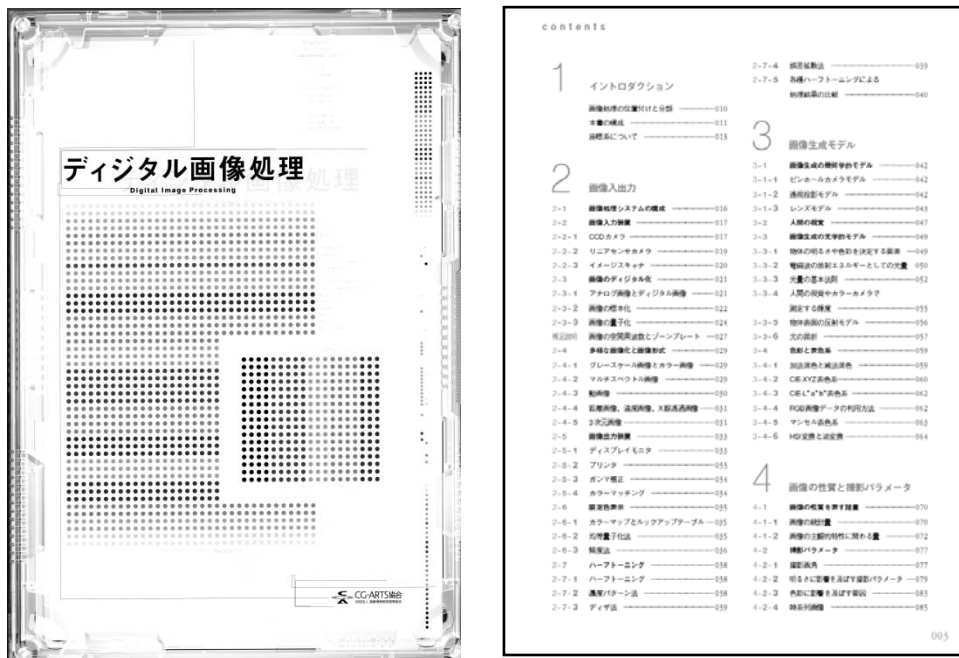 ディジタル画像処理
Digital Image Processing
CG-ARTS協会
contents
1
イントロダクション
画像処理の位置付けと分類 010
本書の構成 011
座標系について 013
2
画像入出力
2-1 画像処理システムの構成 016
2-2 画像入力装置 017
2-2-1 CCDカメラ 017
2-2-2 リニアセンサカメラ 019
2-2-3 イメージスキャナ 020
2-3 画像のディジタル化 021
2-3-1 アナログ画像とディジタル画像 021
2-3-2 画像の標本化 022
2-3-3 画像の量子化 024
画像の空間周波数とゾーンプレート 027
2-4 多様な画像化と画像形式 029
2-4-1 グレースケール画像とカラー画像 029
2-4-2 マルチスペクトル画像 029
2-4-3 動画像 030
2-4-4 距離画像、温度画像、X線透過画像 031
2-4-5 3次元画像 031
2-5 画像出力装置 033
2-5-1 ディスプレイモニタ 033
2-5-2 プリンタ 033
2-5-3 ガンマ補正 034
2-5-4 カラーマッチング 034
2-6 限定色表示 035
2-6-1 カラーマップとルックアップテーブル 035
2-6-2 均等量子化法 035
2-6-3 頻度法 036
2-7 ハーフトーニング 038
2-7-1 ハーフトーニング 038
2-7-2 濃度パターン法 038
2-7-3 ディザ法 039
2-7-4 誤差拡散法 039
2-7-5 各種ハーフトーニングによる
処理結果の比較 040
3
画像生成モデル
3-1 画像生成の幾何学的モデル 042
3-1-1 ピンホールカメラモデル 042
3-1-2 透視投影モデル 042
3-1-3 レンズモデル 045
3-2 人間の視覚 047
3-3 画像生成の光学的モデル 049
3-3-1 物体の明るさや色彩を決定する要素 049
3-3-2 電磁波の放射エネルギーとしての光量 050
3-3-3 光量の基本法則 052
3-3-4 人間の視覚やカラーカメラで
測定する輝度 055
3-3-5 物体表面の反射モデル 056
3-3-6 光の屈折 057
3-4 色彩と表色系 059
3-4-1 加法混色と減法混色 059
3-4-2 CIE-XYZ表色系 060
3-4-3 CIE-L*a*b*表色系 062
3-4-4 RGB画像データの利用方法 062
3-4-5 マンセル表色系 063
3-4-6 HSI変換と逆変換 064
4
画像の性質と撮影パラメータ
4-1 画像の性質を表す諸量 070
4-1-1 画像の統計量 070
4-1-2 画像の主観的特性に関わる量 072
4-2 撮影パラメータ 077
4-2-1 撮影画角 077
4-2-2 明るさに影響を及ぼす撮影パラメータ 079
4-2-3 色彩に影響を及ぼす要因 083
4-2-4 時系列画像 085
003